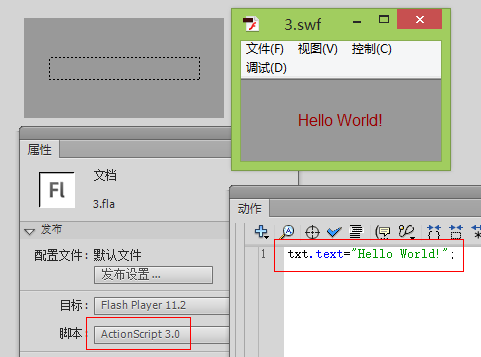 3.swf
文件(F) 视图(V) 控制(C)
调试(D)
Hello World!
属性
Fl
文档
3.fla
发布
配置文件: 默认文件
发布设置...
目标: Flash Player 11.2
脚本: ActionScript 3.0
动作
1 txt.text="Hello World!";